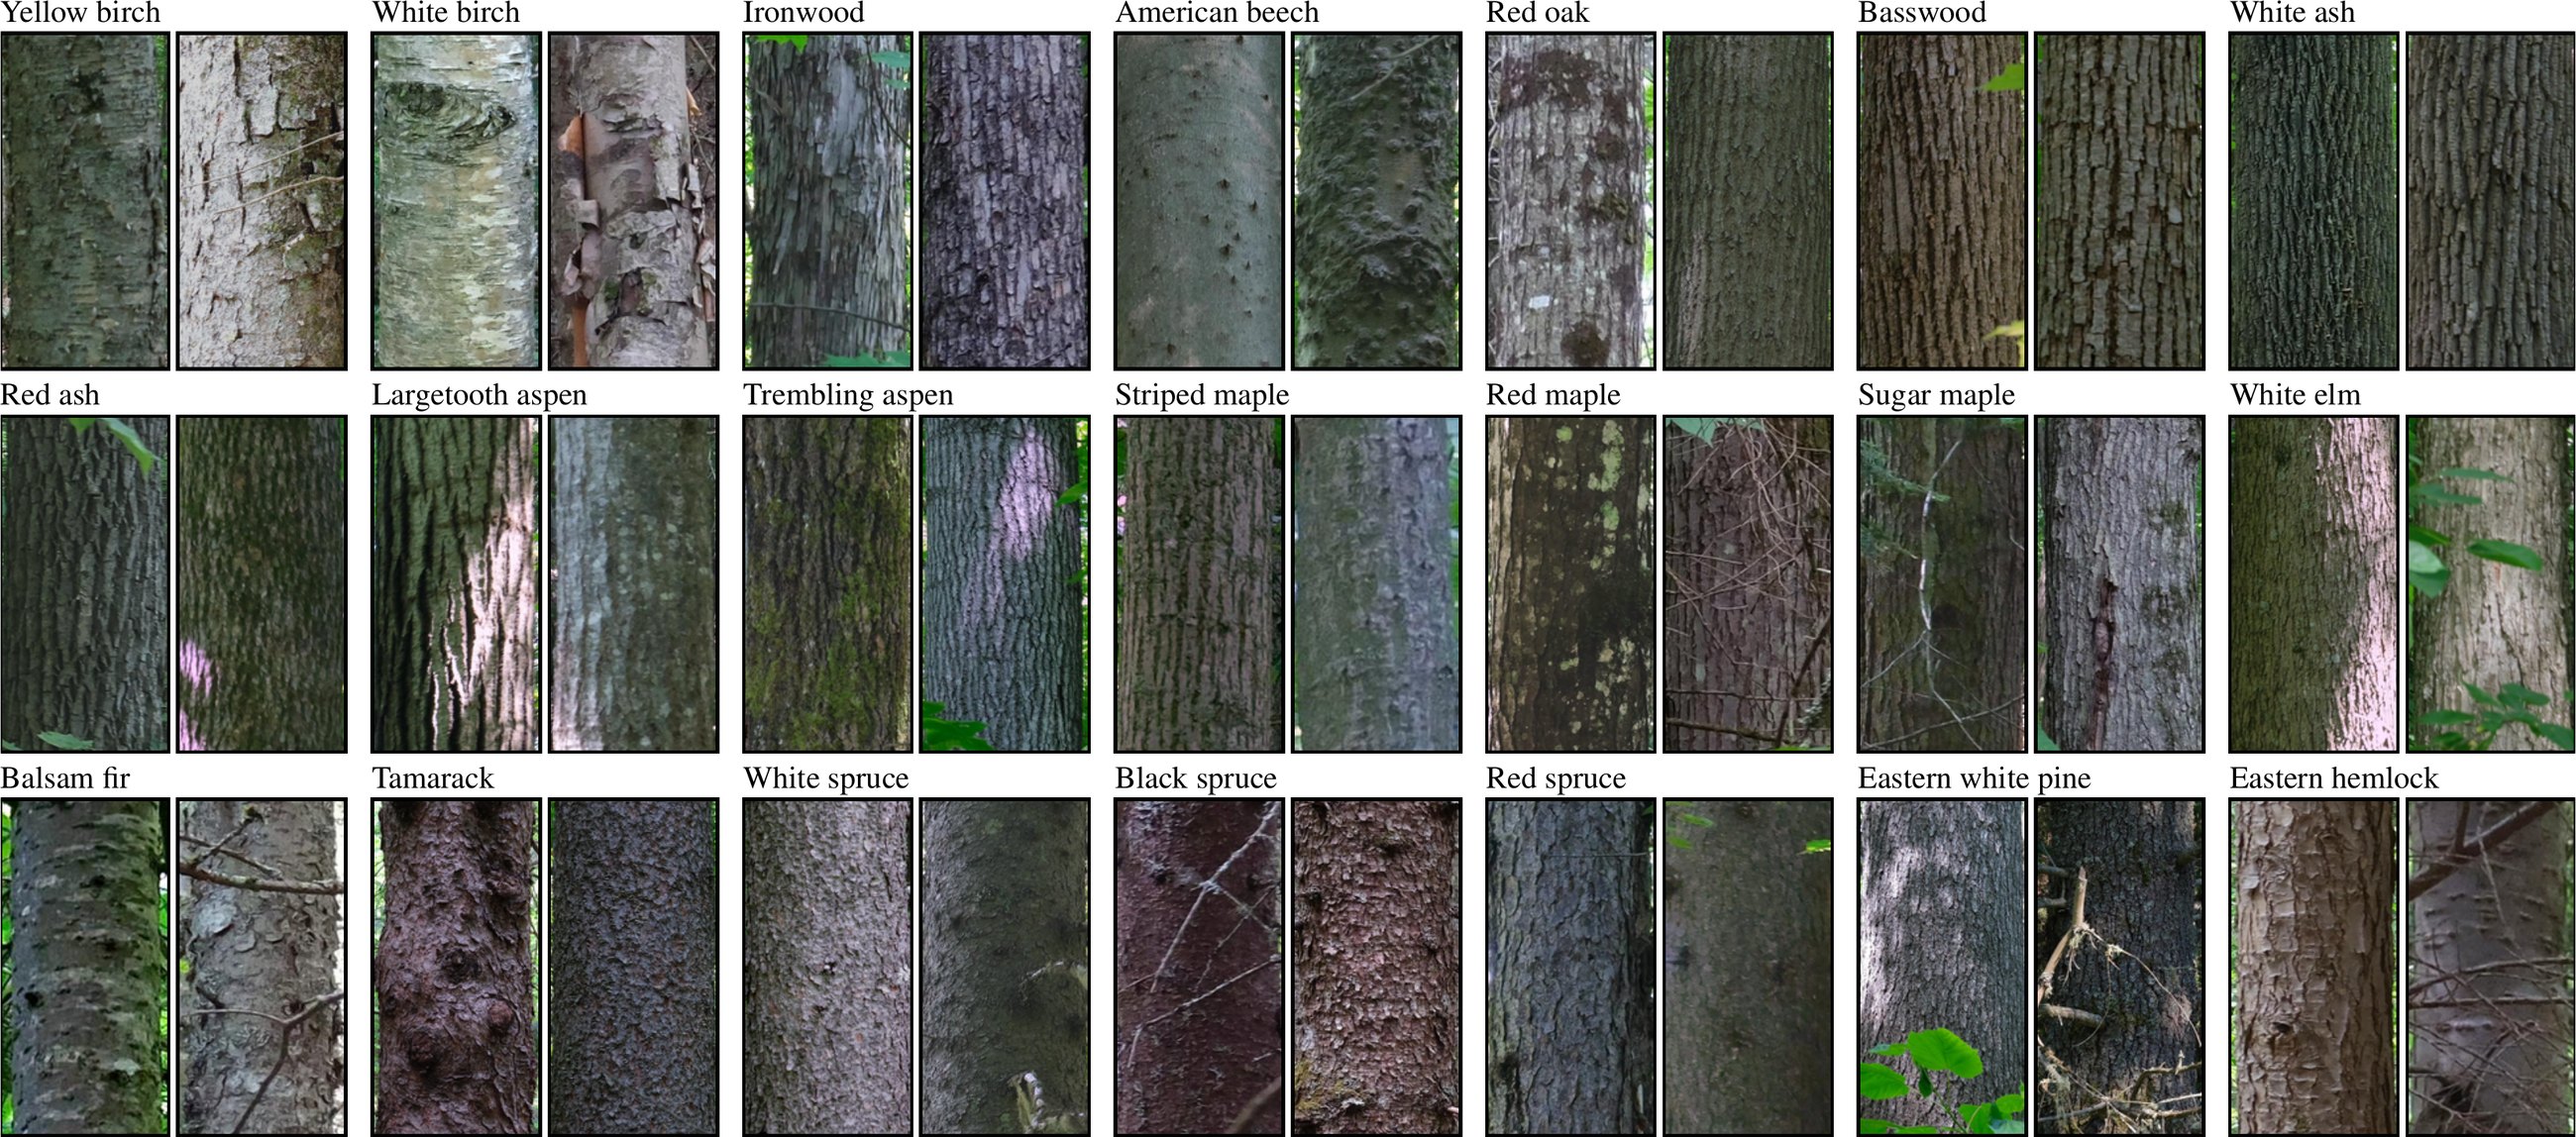 Yellow birch
White birch
Ironwood
American beech
Red oak
Basswood
White ash
Red ash
Largetooth aspen
Trembling aspen
Striped maple
Red maple
Sugar maple
White elm
Balsam fir
Tamarack
White spruce
Black spruce
Red spruce
Eastern white pine
Eastern hemlock